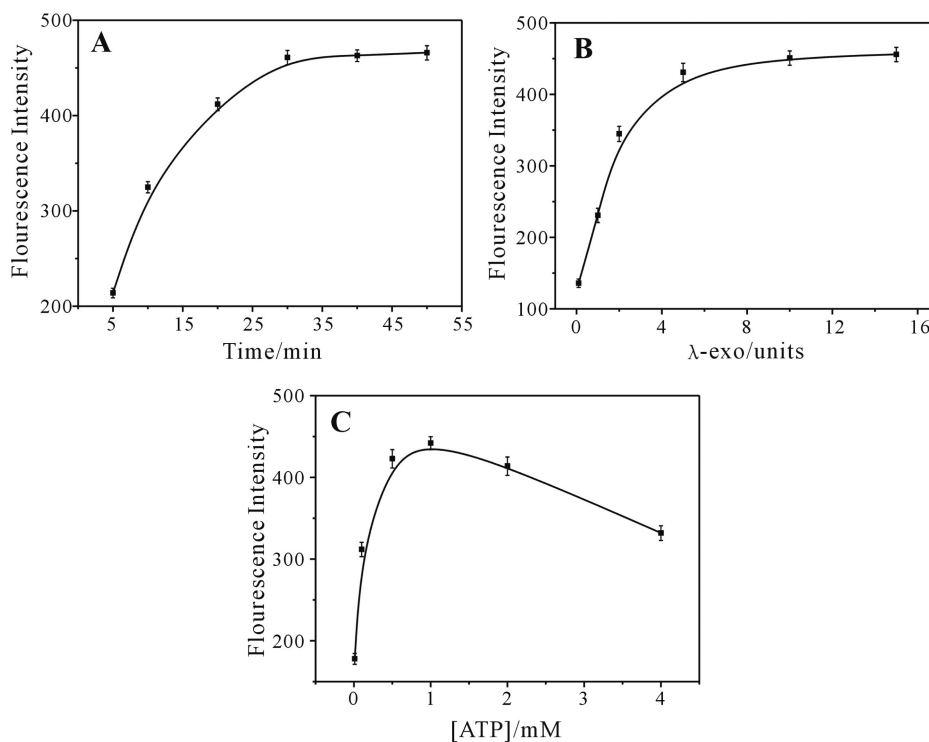 A
Flourescence Intensity
500
400
300
200
5 15 25 35 45 55
Time/min
B
Flourescence Intensity
500
400
300
200
100
0 4 8 12 16
λ-exo/units
C
Flourescence Intensity
500
400
300
200
0 1 2 3 4
[ATP]/mM